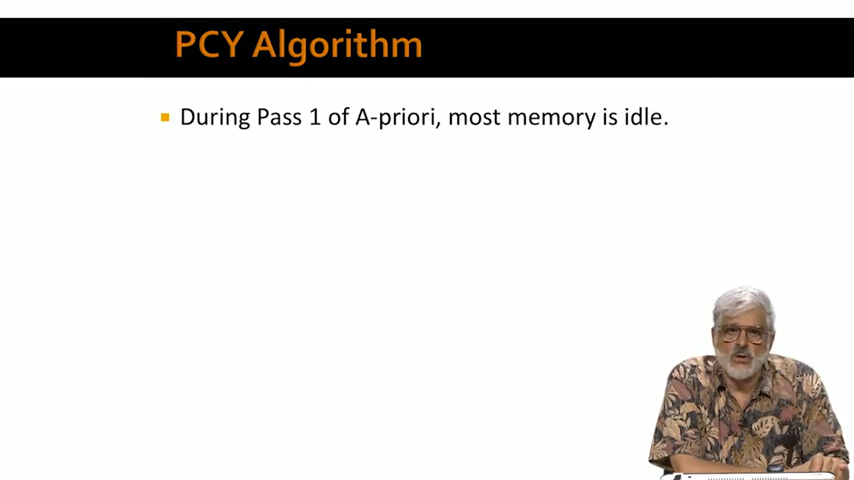 PCY Algorithm
During Pass 1 of A-priori, most memory is idle.